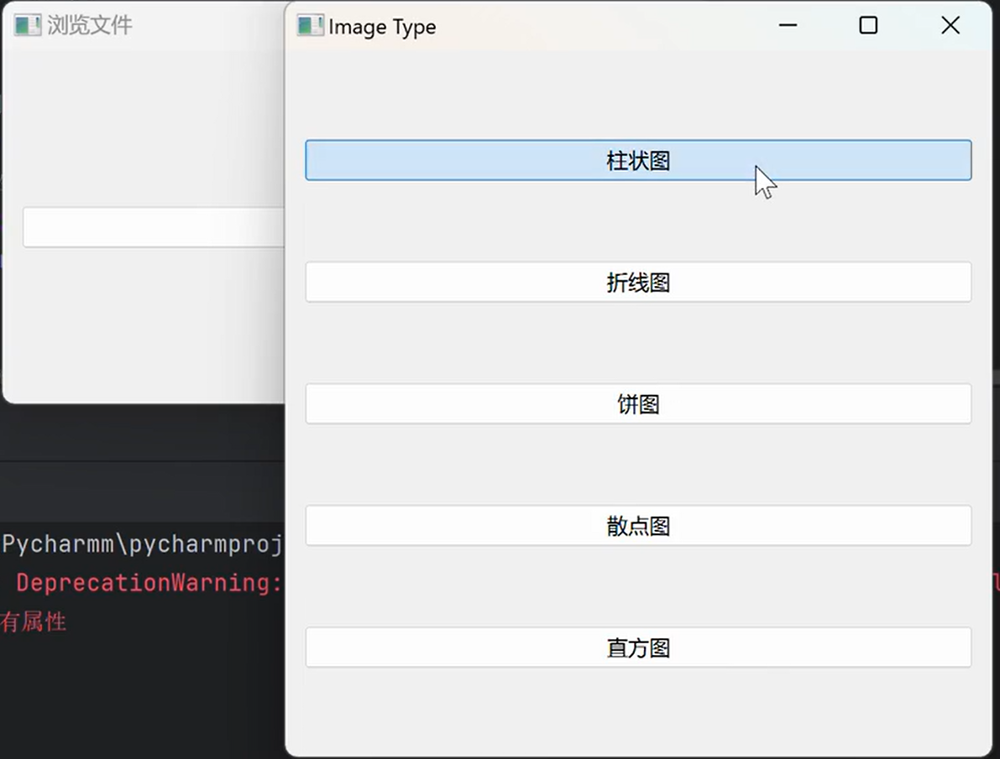 浏览文件
Image Type
柱状图
折线图
饼图
散点图
直方图
Pycharmm\pycharmproj
DeprecationWarning:
有属性